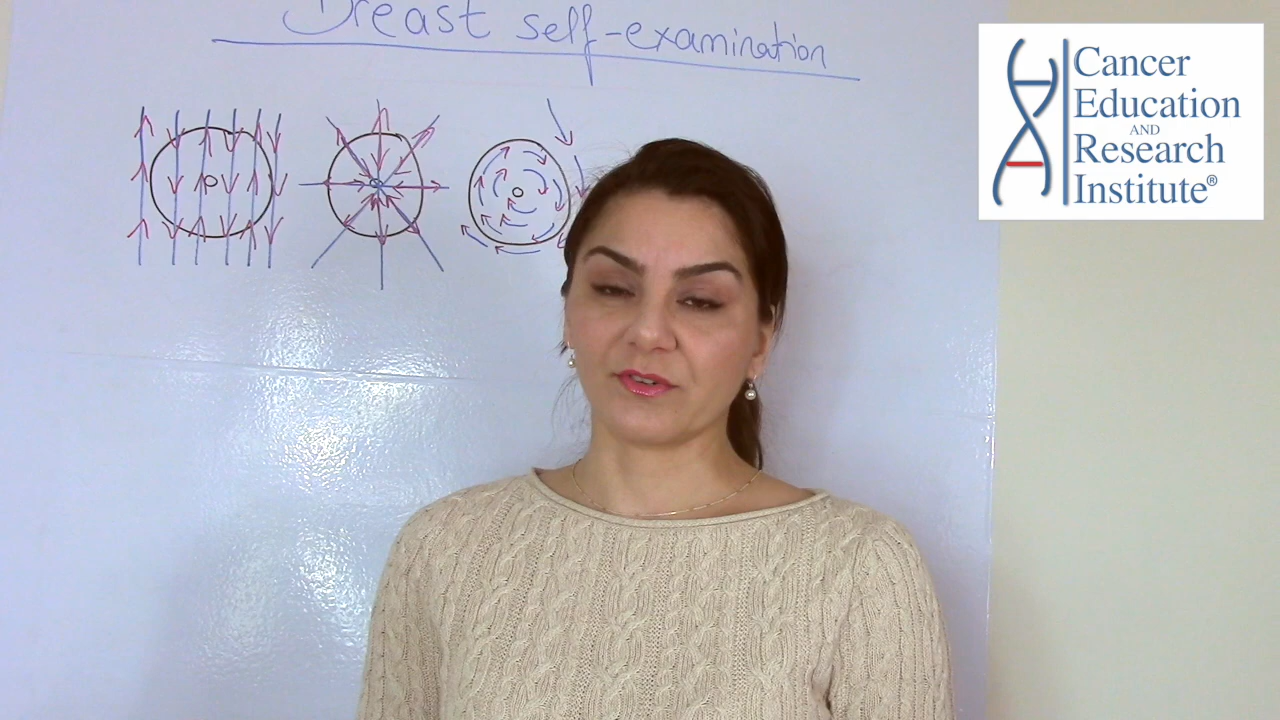 Breast self-examination
Cancer
Education
AND
Research
Institute®